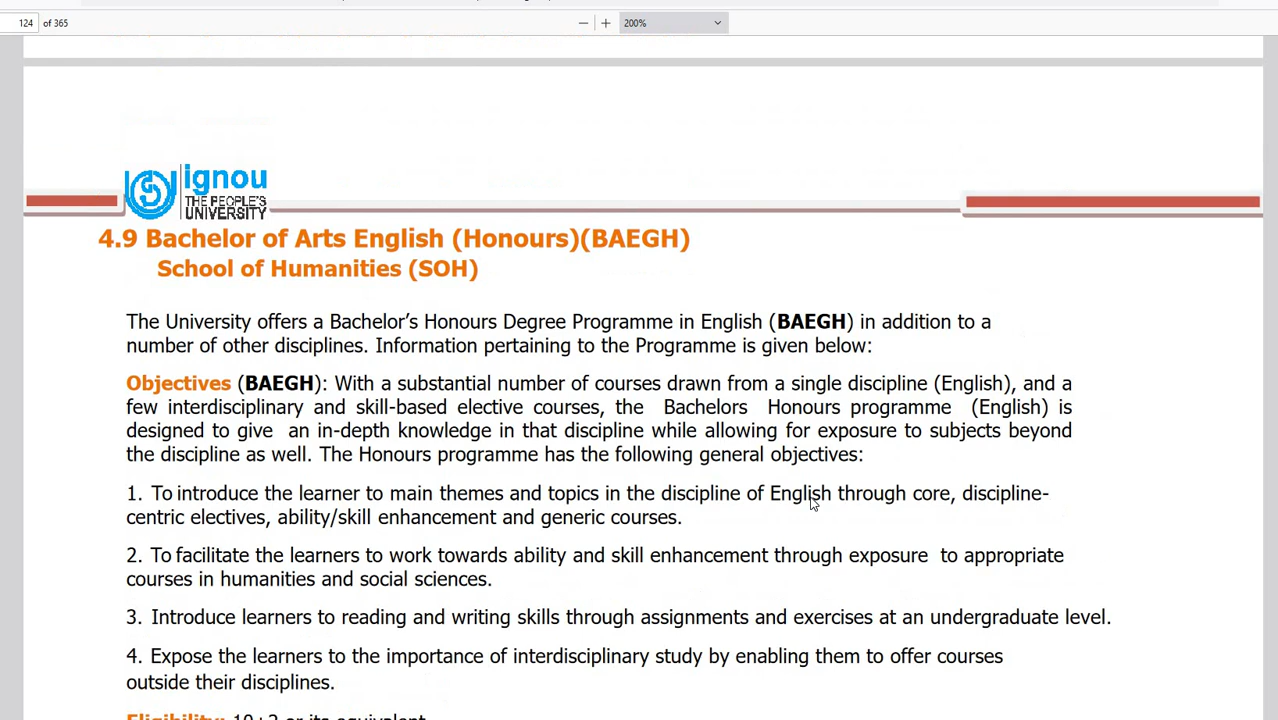 124 of 365
200%
ignou
THE PEOPLE'S
UNIVERSITY
4.9 Bachelor of Arts English (Honours)(BAEGH)
School of Humanities (SOH)
The University offers a Bachelor's Honours Degree Programme in English (BAEGH) in addition to a
number of other disciplines. Information pertaining to the Programme is given below:
Objectives (BAEGH): With a substantial number of courses drawn from a single discipline (English), and a
few interdisciplinary and skill-based elective courses, the Bachelors Honours programme (English) is
designed to give an in-depth knowledge in that discipline while allowing for exposure to subjects beyond
the discipline as well. The Honours programme has the following general objectives:
1. To introduce the learner to main themes and topics in the discipline of English through core, discipline-
centric electives, ability/skill enhancement and generic courses.
2. To facilitate the learners to work towards ability and skill enhancement through exposure to appropriate
courses in humanities and social sciences.
3. Introduce learners to reading and writing skills through assignments and exercises at an undergraduate level.
4. Expose the learners to the importance of interdisciplinary study by enabling them to offer courses
outside their disciplines.
Eligibility: 10+2 or its equivalent